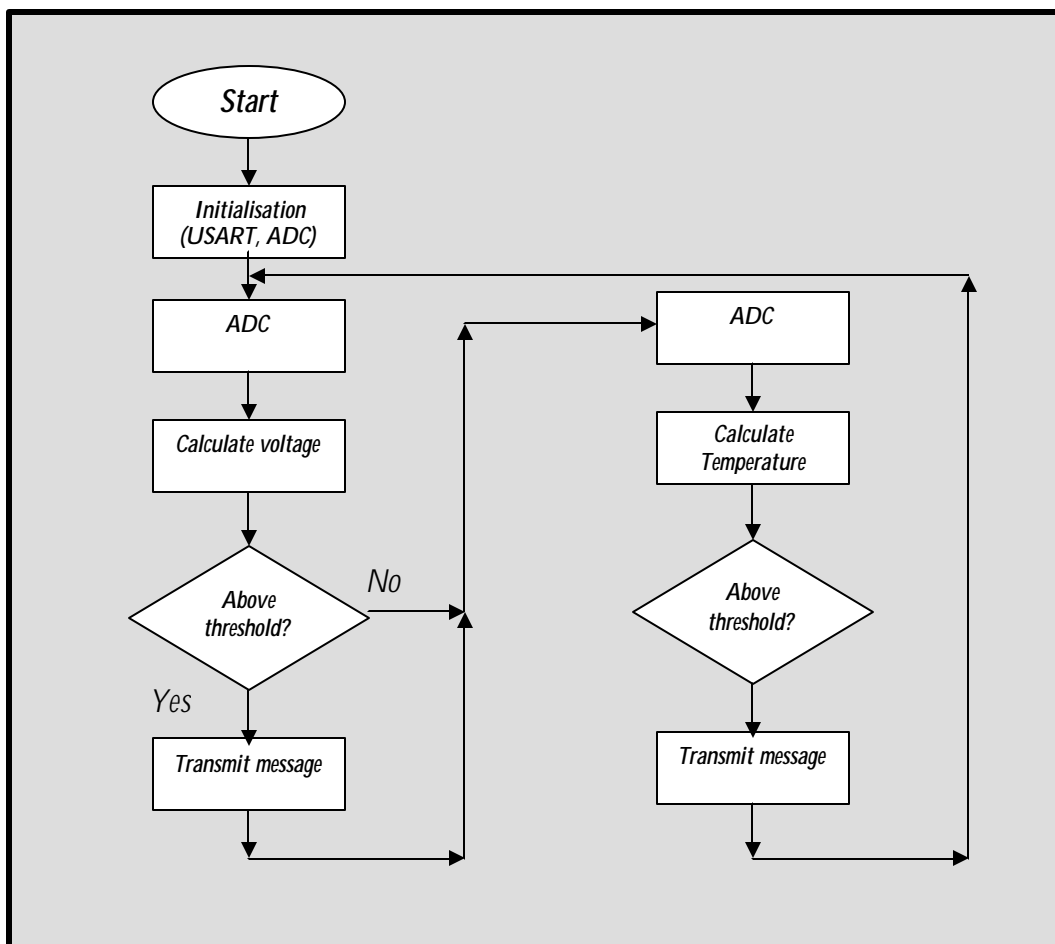 Start
Initialisation
(USART, ADC)
ADC
Calculate voltage
Above
threshold?
No
Yes
Transmit message
ADC
Calculate
Temperature
Above
threshold?
Transmit message